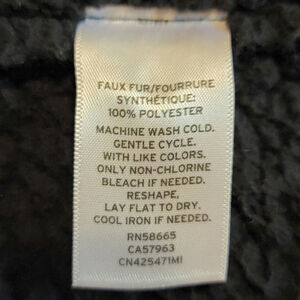 FAUX FUR/FOURRURE
SYNTHÉTIQUE:
100% POLYESTER
MACHINE WASH COLD.
GENTLE CYCLE.
WITH LIKE COLORS.
ONLY NON-CHLORINE
BLEACH IF NEEDED.
RESHAPE,
LAY FLAT TO DRY.
COOL IRON IF NEEDED.
RN58665
CA57963
CN425471M1